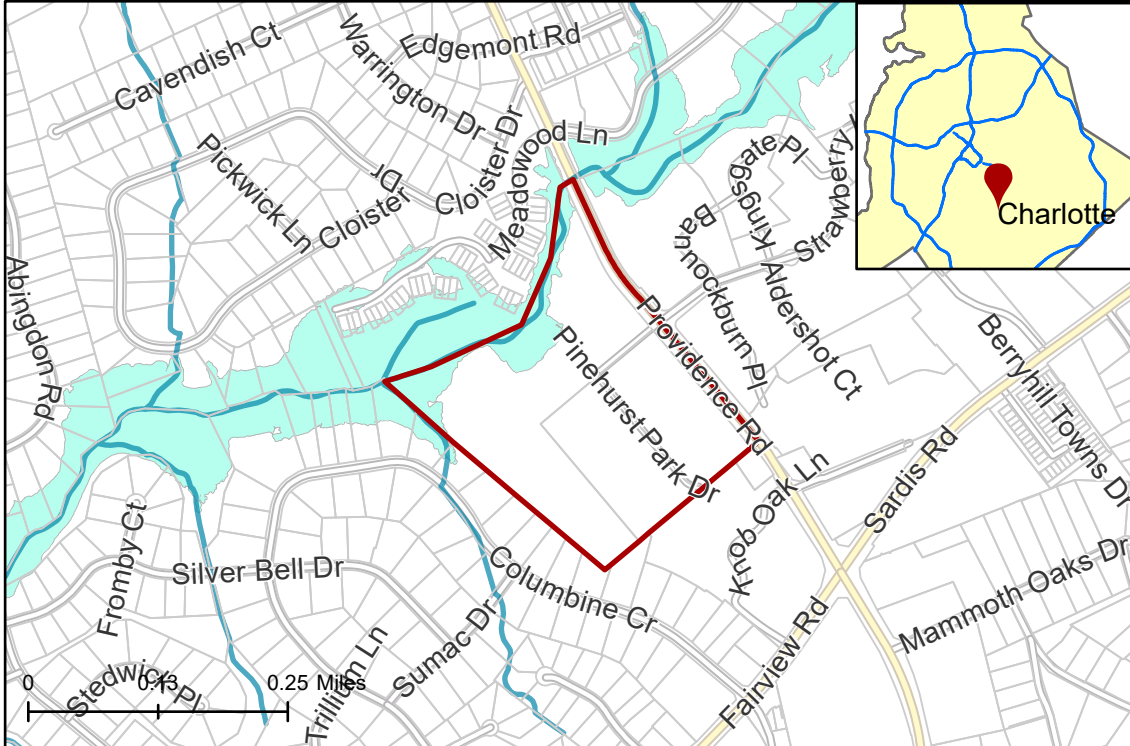 Cavendish Ct
Warrington Dr
Edgemont Rd
Pickwick Ln
Cloister Dr
Cloister Dr
Meadowood Ln
Kingsgate Pl
Strawberry
Charlotte
Abingdon Rd
Bannockburn Pl
Aldershot Ct
Providence Rd
Pinehurst Park Dr
Berryhill Towns Dr
Sardis Rd
Knob Oak Ln
Fromby Ct
Silver Bell Dr
Columbine Cr
Sumac Dr
Trillium Ln
Stedwick Pl
Fairview Rd
Mammoth Oaks Dr
0
0.13
0.25 Miles